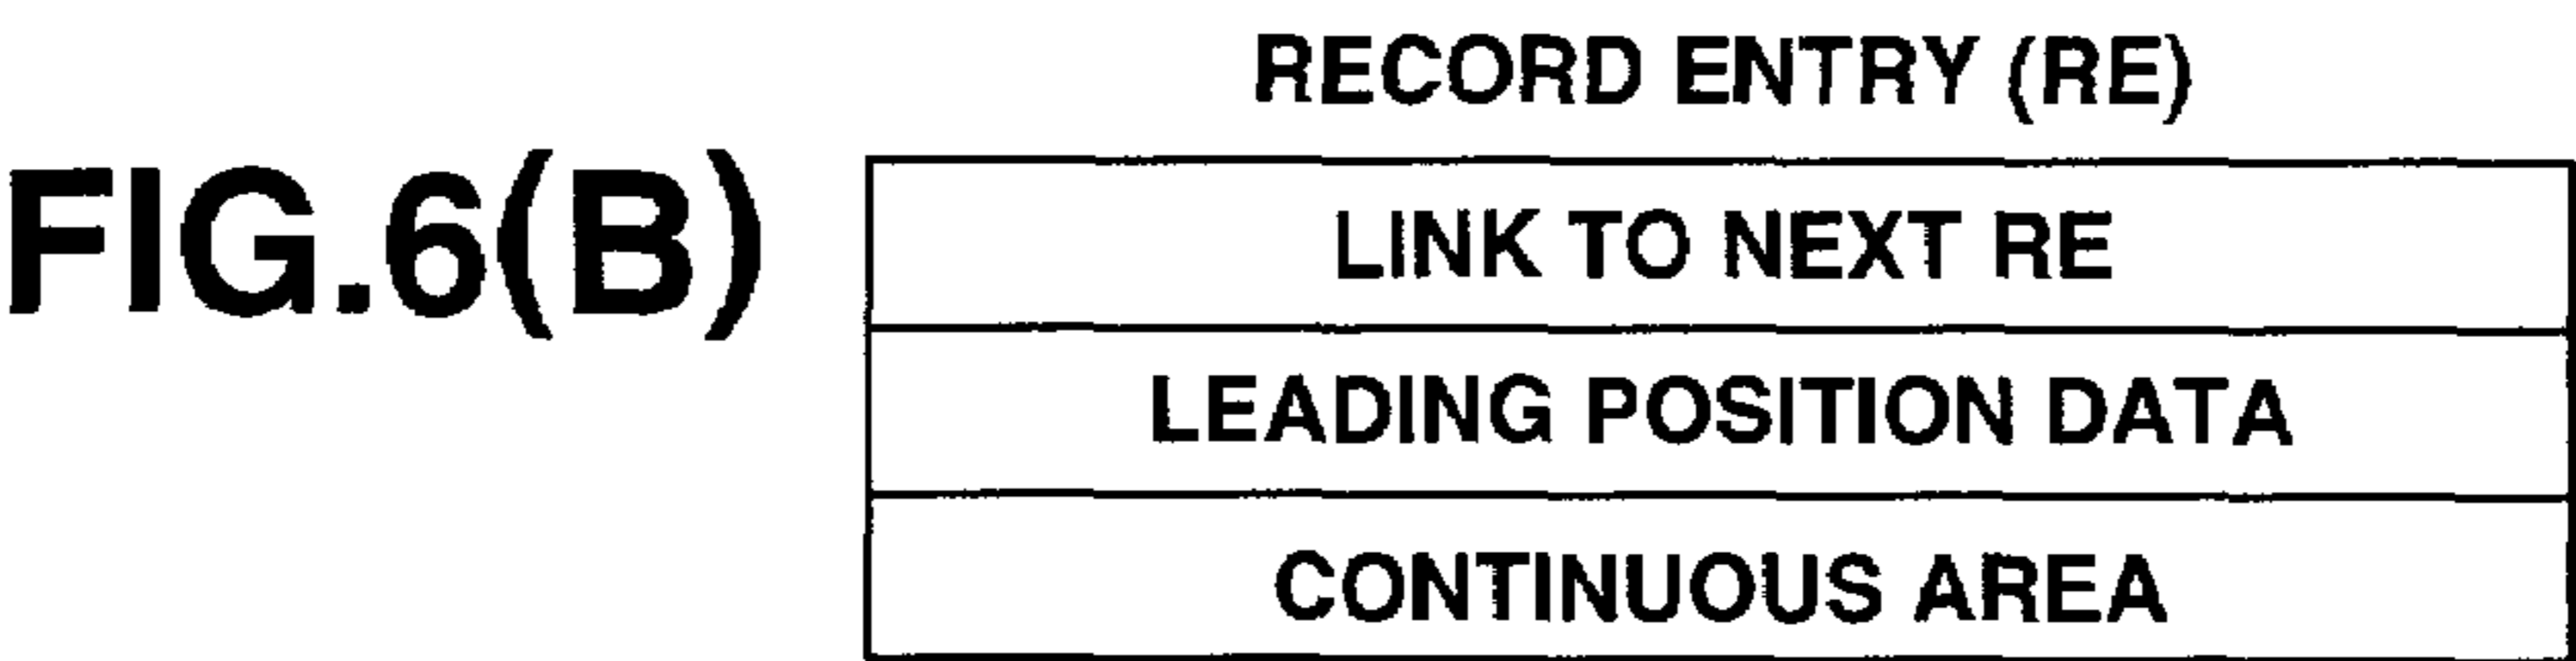 RECORD ENTRY (RE)
FIG.6(B)
LINK TO NEXT RE
LEADING POSITION DATA
CONTINUOUS AREA